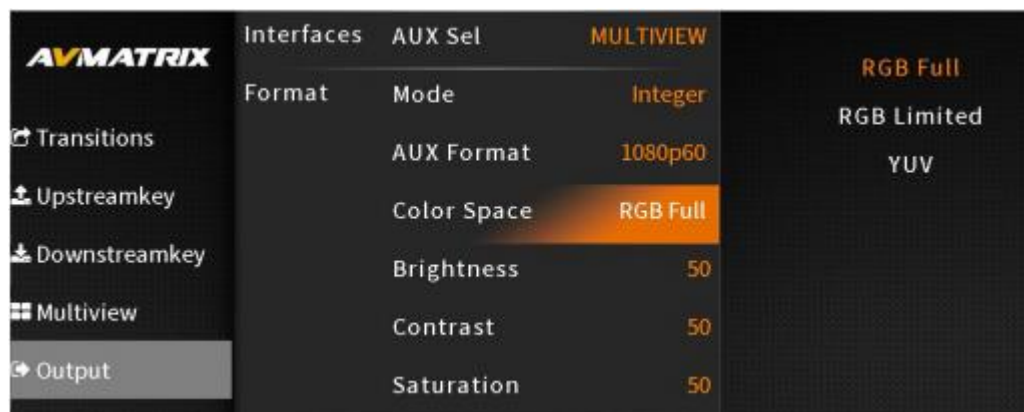 AVMATRIX
Transitions
Upstreamkey
Downstreamkey
Multiview
Output
Interfaces AUX Sel MULTIVIEW
Format Mode Integer
AUX Format 1080p60
Color Space RGB Full
Brightness 50
Contrast 50
Saturation 50
RGB Full
RGB Limited
YUV